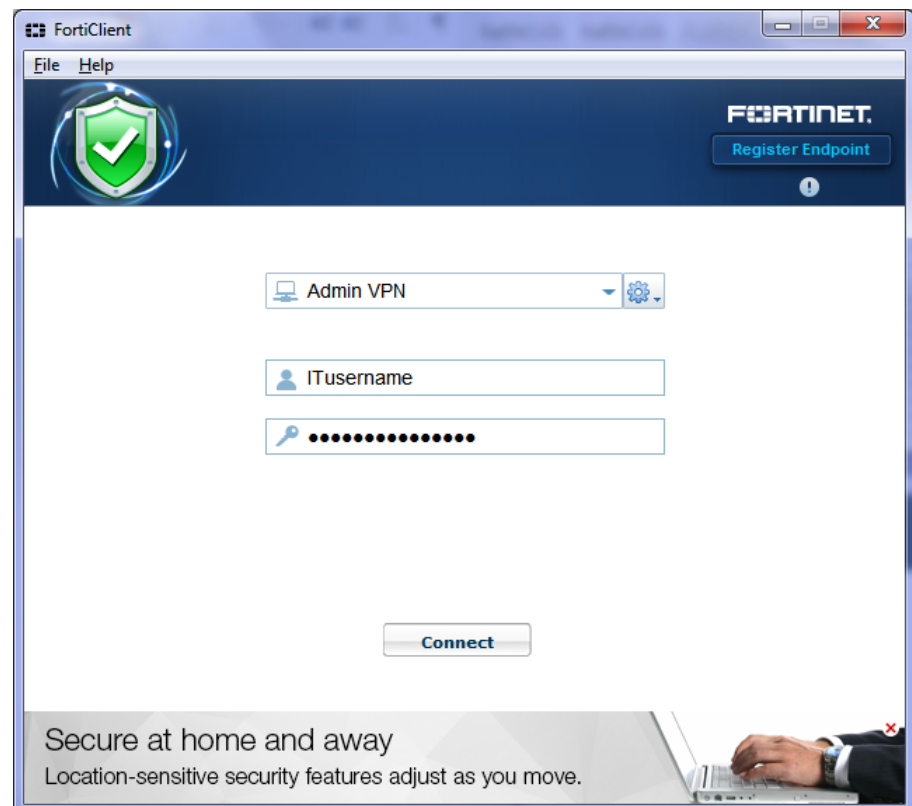 FortiClient
File Help
FORTINET
Register Endpoint
Admin VPN
ITusername
●●●●●●●●●●●●●●●
Connect
Secure at home and away
Location-sensitive security features adjust as you move.